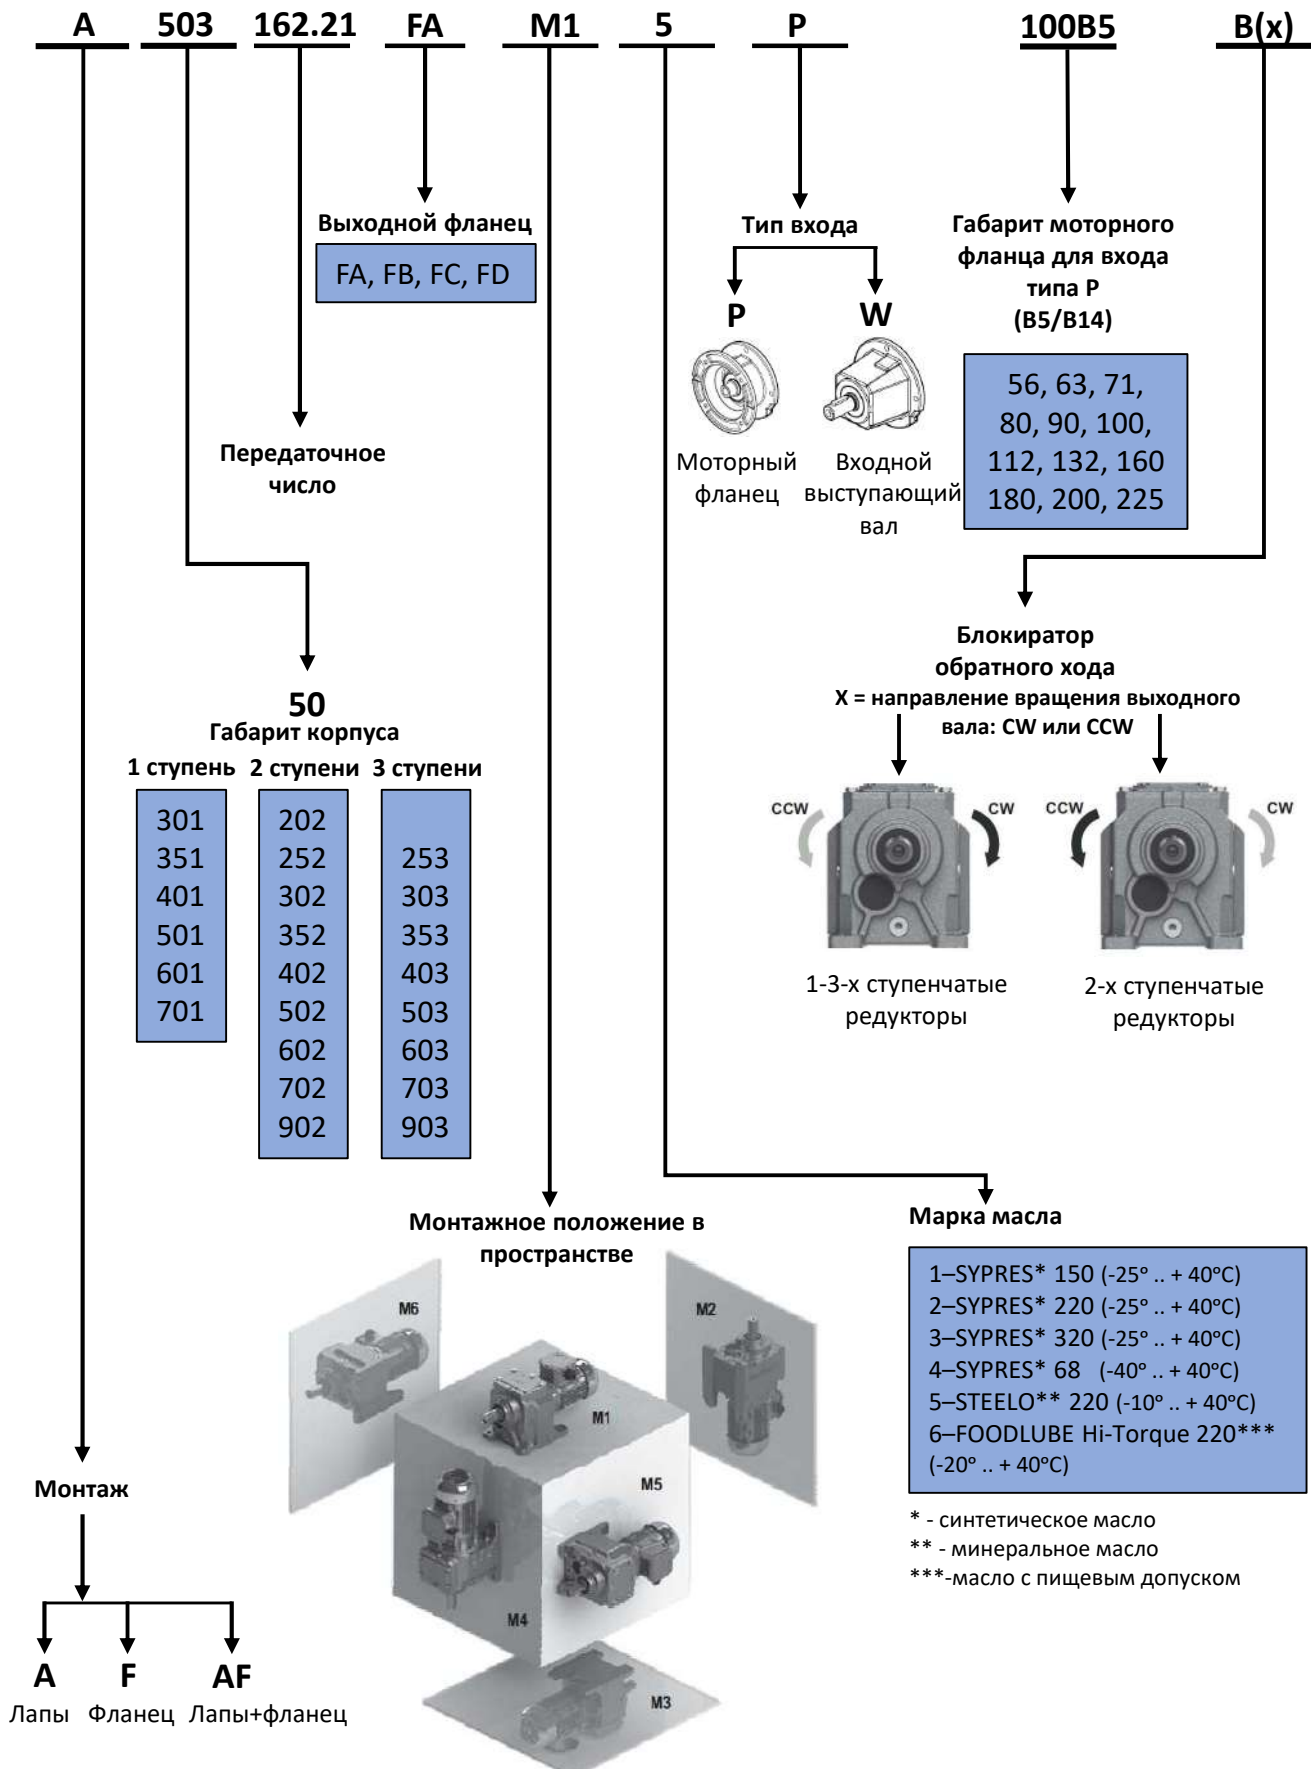 A 503 162.21 FA M1 5 P 100B5 B(x)
Выходной фланец
FA, FB, FC, FD
Тип входа
P W
Моторный
фланец
Входной
выступающий
вал
Габарит моторного
фланца для входа
типа P
(B5/B14)
56, 63, 71,
80, 90, 100,
112, 132, 160
180, 200, 225
Передаточное
число
Блокиратор
обратного хода
X = направление вращения выходного
вала: CW или CCW
CCW CW
CCW CW
1-3-х ступенчатые
редукторы
2-х ступенчатые
редукторы
50
Габарит корпуса
1 ступень 2 ступени 3 ступени
301
351
401
501
601
701
202
252
302
352
402
502
602
702
902
253
303
353
403
503
603
703
903
Монтажное положение в
пространстве
M6
M2
M1
M5
M4
M3
Марка масла
1–SYPRES* 150 (-25° .. + 40°C)
2–SYPRES* 220 (-25° .. + 40°C)
3–SYPRES* 320 (-25° .. + 40°C)
4–SYPRES* 68 (-40° .. + 40°C)
5–STEELO** 220 (-10° .. + 40°C)
6–FOODLUBE Hi-Torque 220***
(-20° .. + 40°C)
* - синтетическое масло
** - минеральное масло
***-масло с пищевым допуском
Монтаж
A F AF
Лапы Фланец Лапы+фланец